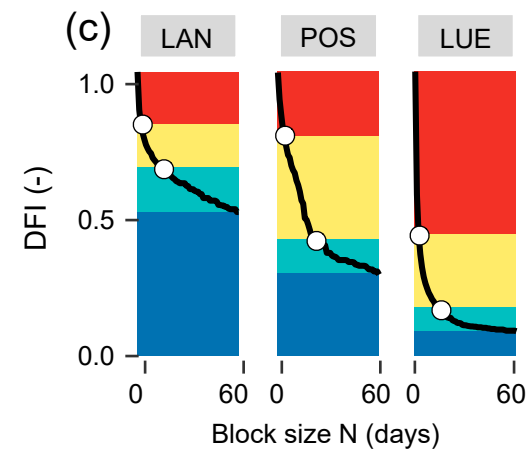 (c)
LAN POS LUE
1.0
0.5
0.0
DFI (-)
0 60 0 60 0 60
Block size N (days)